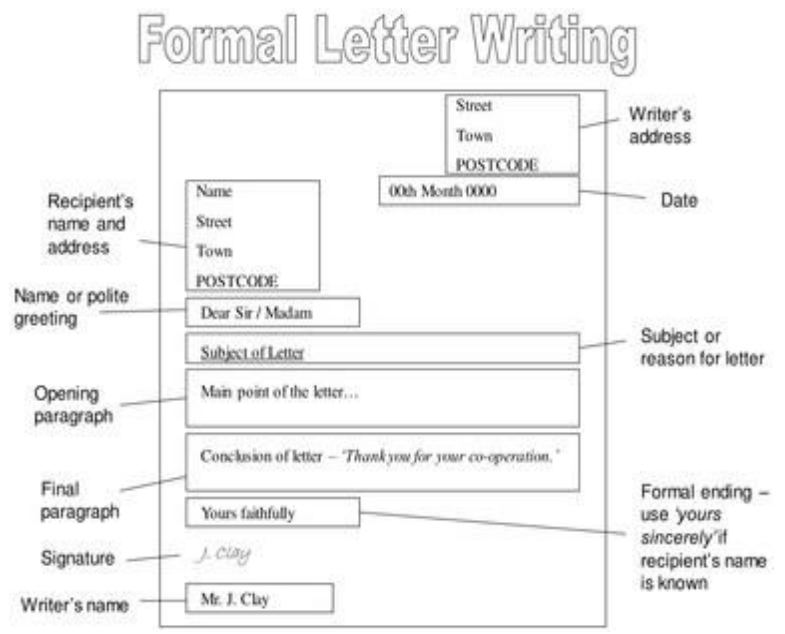 Formal Letter Writing
Street
Town
POSTCODE
Writer's
address
00th Month 0000
Date
Recipient's
name and
address
Name
Street
Town
POSTCODE
Name or polite
greeting
Dear Sir / Madam
Subject of Letter
Subject or
reason for letter
Opening
paragraph
Main point of the letter…
Final
paragraph
Conclusion of letter – 'Thank you for your co-operation.'
Yours faithfully
Formal ending –
use 'yours
sincerely' if
recipient's name
is known
Signature
J. Clay
Writer's name
Mr. J. Clay